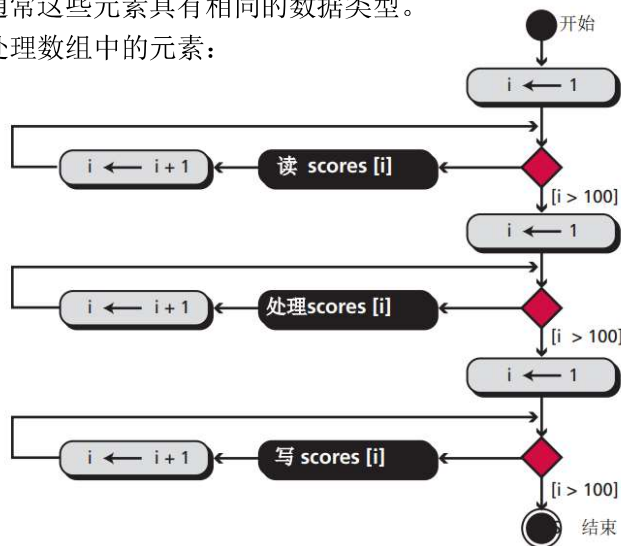 通常这些元素具有相同的数据类型。
处理数组中的元素：
开始
i ← 1
i ← i + 1
读 scores [i]
[i > 100]
i ← 1
i ← i + 1
处理scores [i]
[i > 100]
i ← 1
i ← i + 1
写 scores [i]
[i > 100]
结束